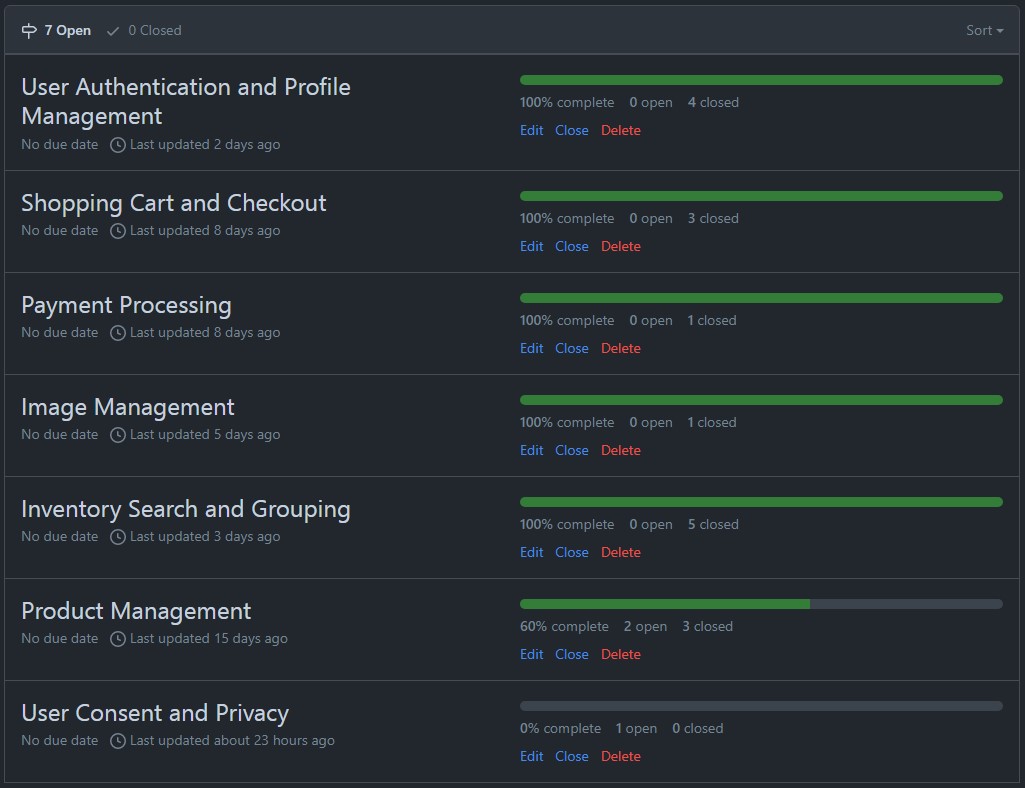 7 Open 0 Closed Sort
User Authentication and Profile
Management
No due date Last updated 2 days ago
100% complete 0 open 4 closed
Edit Close Delete
Shopping Cart and Checkout
No due date Last updated 8 days ago
100% complete 0 open 3 closed
Edit Close Delete
Payment Processing
No due date Last updated 8 days ago
100% complete 0 open 1 closed
Edit Close Delete
Image Management
No due date Last updated 5 days ago
100% complete 0 open 1 closed
Edit Close Delete
Inventory Search and Grouping
No due date Last updated 3 days ago
100% complete 0 open 5 closed
Edit Close Delete
Product Management
No due date Last updated 15 days ago
60% complete 2 open 3 closed
Edit Close Delete
User Consent and Privacy
No due date Last updated about 23 hours ago
0% complete 1 open 0 closed
Edit Close Delete